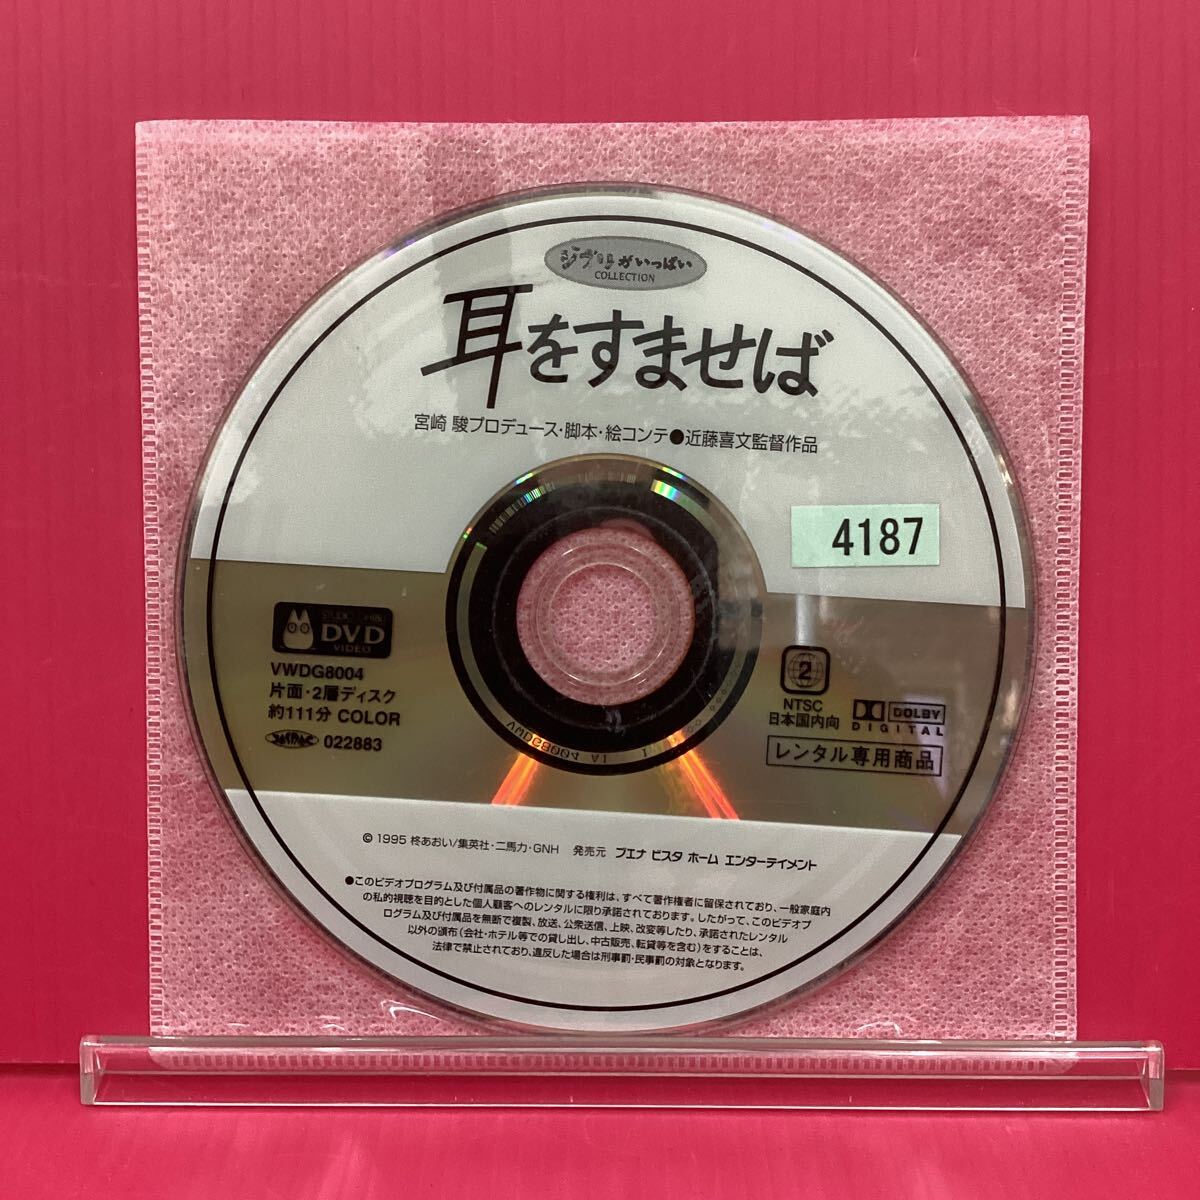 ジブリがいっぱい
COLLECTION
耳をすませば
宮崎 駿プロデュース・脚本・絵コンテ●近藤喜文監督作品
4187
DVD
VIDEO
VWDG8004
片面・2層ディスク
約111分 COLOR
022883
2
NTSC
日本国内向
DOLBY
DIGITAL
レンタル専用商品
VWDG8004 A1
© 1995 柊あおい/集英社・二馬力・GNH 発売元 ブエナ ビスタ ホーム エンターテイメント
●このビデオプログラム及び付属品の著作物に関する権利は、すべて著作権者に留保されており、一般家庭内
の私的視聴を目的とした個人顧客へのレンタルに限り承諾されております。したがって、このビデオプ
ログラム及び付属品を無断で複製、放送、公衆送信、上映、改変等したり、承諾されたレンタル
以外の頒布(会社・ホテル等での貸し出し、中古販売、転貸等を含む)をすることは、
法律で禁止されており、違反した場合は刑事罰・民事罰の対象となります。